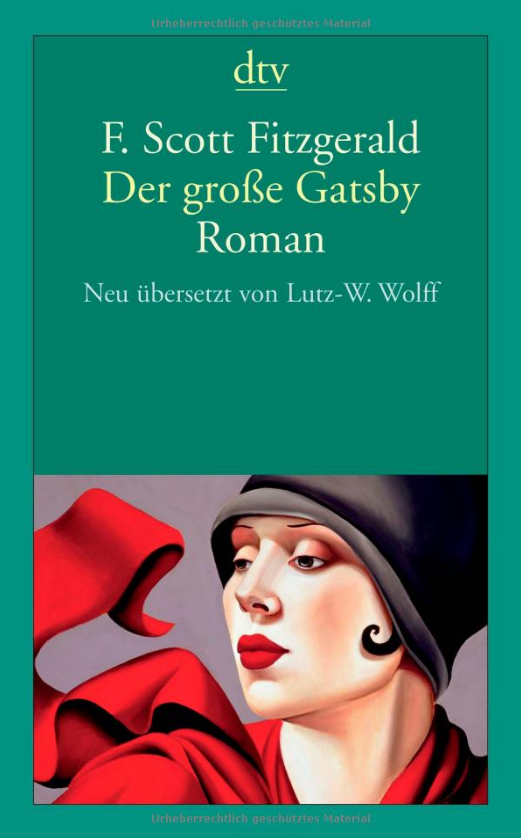 Urheberrechtlich geschütztes Material
dtv
F. Scott Fitzgerald
Der große Gatsby
Roman
Neu übersetzt von Lutz-W. Wolff
Urheberrechtlich geschütztes Material